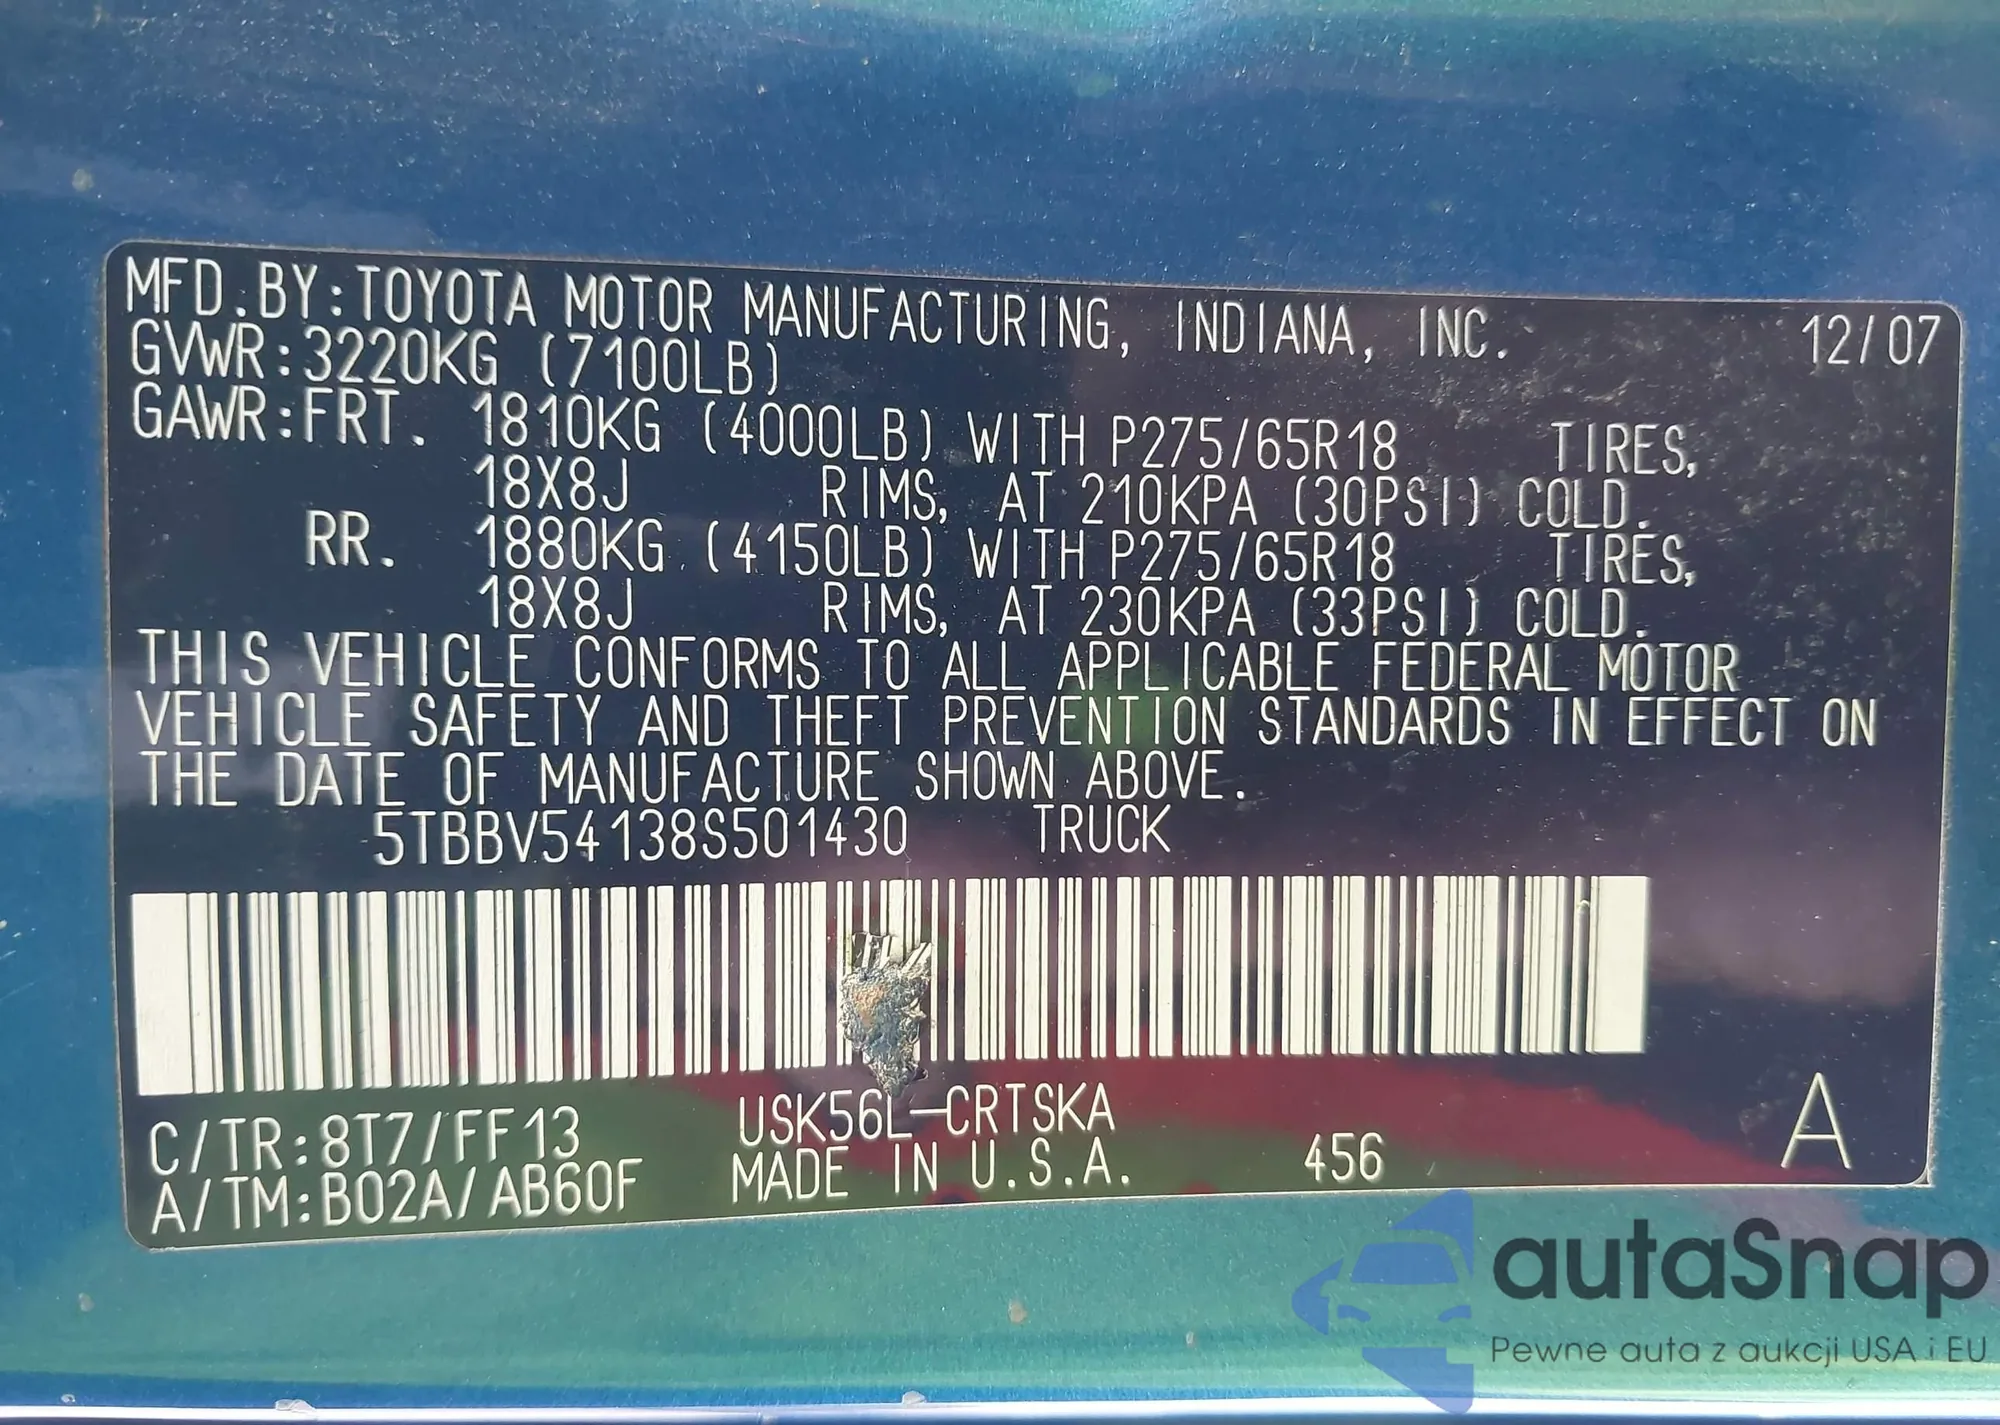 MFD.BY:TOYOTA MOTOR MANUFACTURING, INDIANA, INC. 12/07
GVWR:3220KG (7100LB)
GAWR:FRT. 1810KG (4000LB) WITH P275/65R18 TIRES,
18X8J RIMS, AT 210KPA (30PSI) COLD.
RR. 1880KG (4150LB) WITH P275/65R18 TIRES,
18X8J RIMS, AT 230KPA (33PSI) COLD.
THIS VEHICLE CONFORMS TO ALL APPLICABLE FEDERAL MOTOR
VEHICLE SAFETY AND THEFT PREVENTION STANDARDS IN EFFECT ON
THE DATE OF MANUFACTURE SHOWN ABOVE.
5TBBV54138S501430 TRUCK
C/TR:8T7/FF13 USK56L-CRTSKA A
A/TM:B02A/AB60F MADE IN U.S.A. 456
autaSnap
Pewne auta z aukcji USA i EU